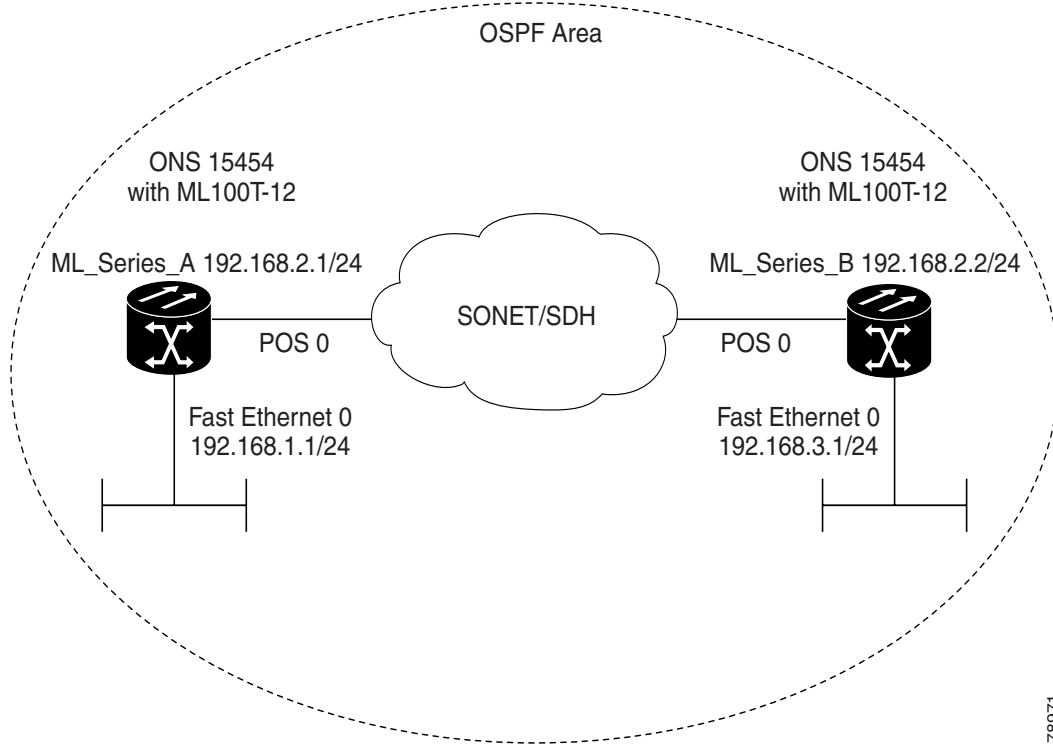 OSPF Area
ONS 15454
with ML100T-12
ONS 15454
with ML100T-12
ML_Series_A 192.168.2.1/24
ML_Series_B 192.168.2.2/24
SONET/SDH
POS 0
POS 0
Fast Ethernet 0
192.168.1.1/24
Fast Ethernet 0
192.168.3.1/24
78971